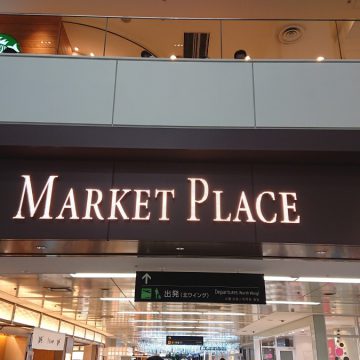 MARKET PLACE
出発(北ウイング)
Departures North Wing